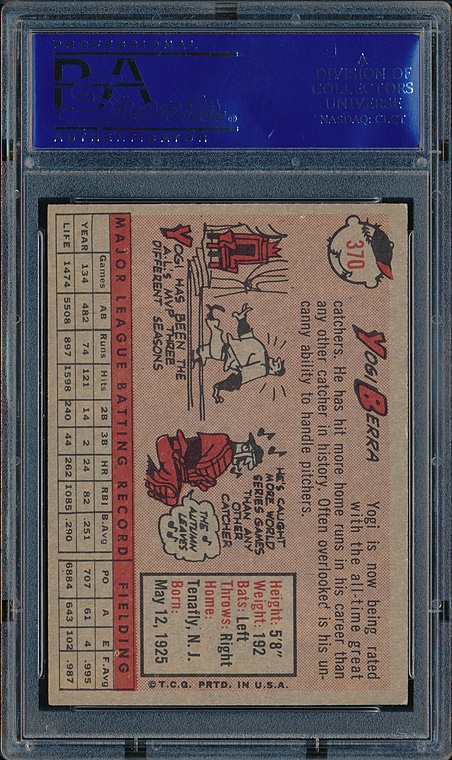 PROFESSIONAL
PSA
AUTHENTICATOR
A
DIVISION OF
COLLECTORS
UNIVERSE
NASDAQ: CLCT
370
YOGI BERRA
Yogi is now being rated
with the all-time great
catchers. He has hit more home runs in his career than
any other catcher in history. Often overlooked is his un-
canny ability to handle pitchers.
YOGI HAS BEEN THE
A.L.'S MVP THREE
DIFFERENT SEASONS
HE'S CAUGHT
MORE WORLD
SERIES GAMES
THAN ANY
OTHER
CATCHER
THE
AUTUMN
LEAVES
Height: 5'8"
Weight: 192
Bats: Left
Throws: Right
Home:
Tenafly, N. J.
Born:
May 12, 1925
MAJOR LEAGUE BATTING RECORD FIELDING
Games AB Runs Hits 2B 3B HR RBI B.Avg PO A E F.Avg
YEAR 134 482 74 121 14 2 24 82 .251 707 61 4 .995
LIFE 1474 5508 897 1598 240 44 262 1085 .290 6884 643 102 .987
©T.C.G. PRTD. IN U.S.A.